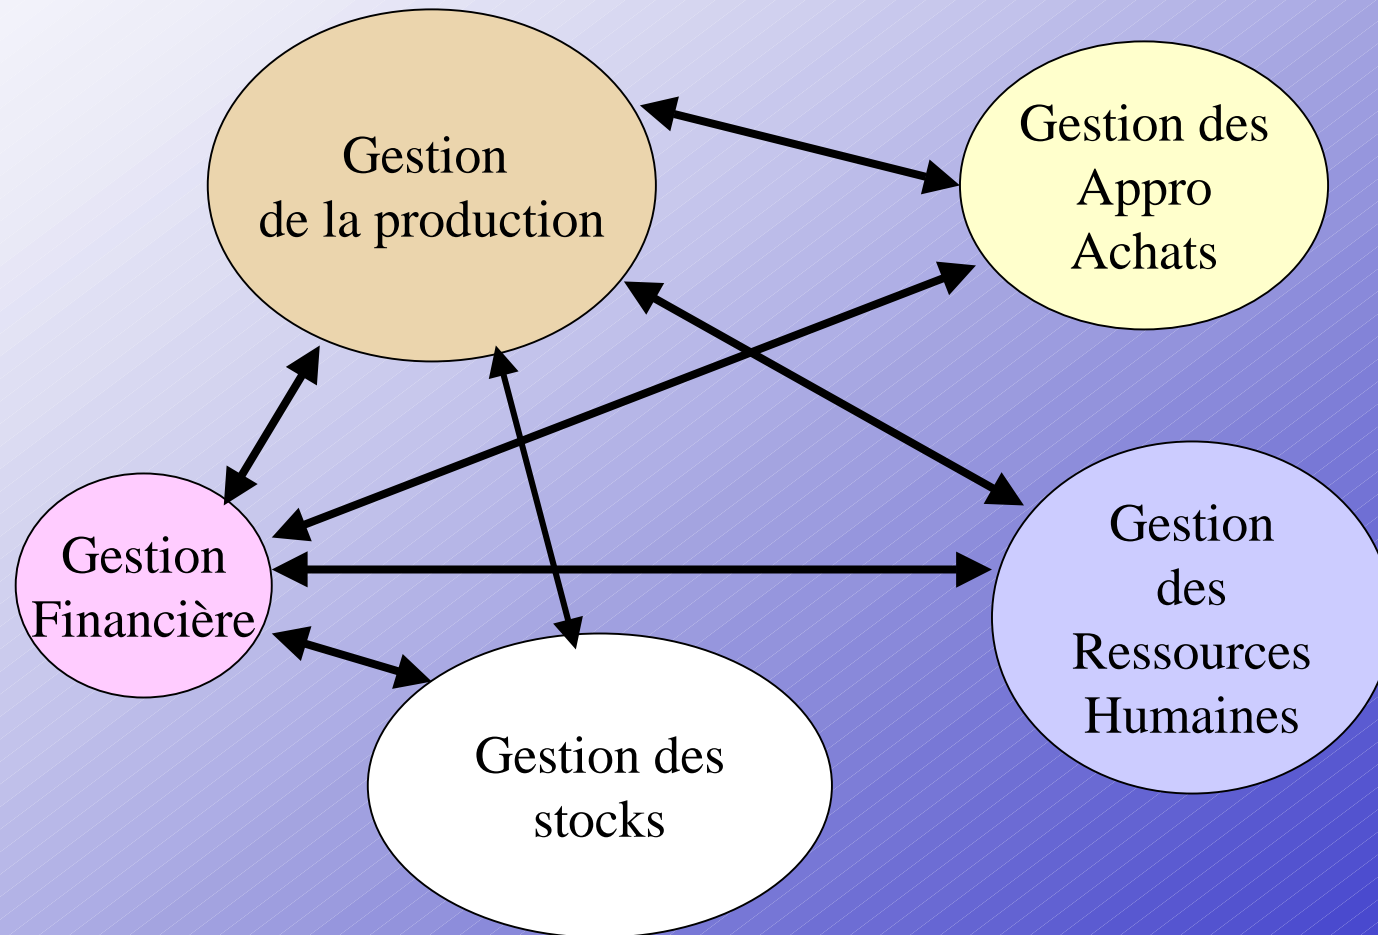 Gestion
de la production
Gestion des
Appro
Achats
Gestion
Financière
Gestion
des
Ressources
Humaines
Gestion des
stocks